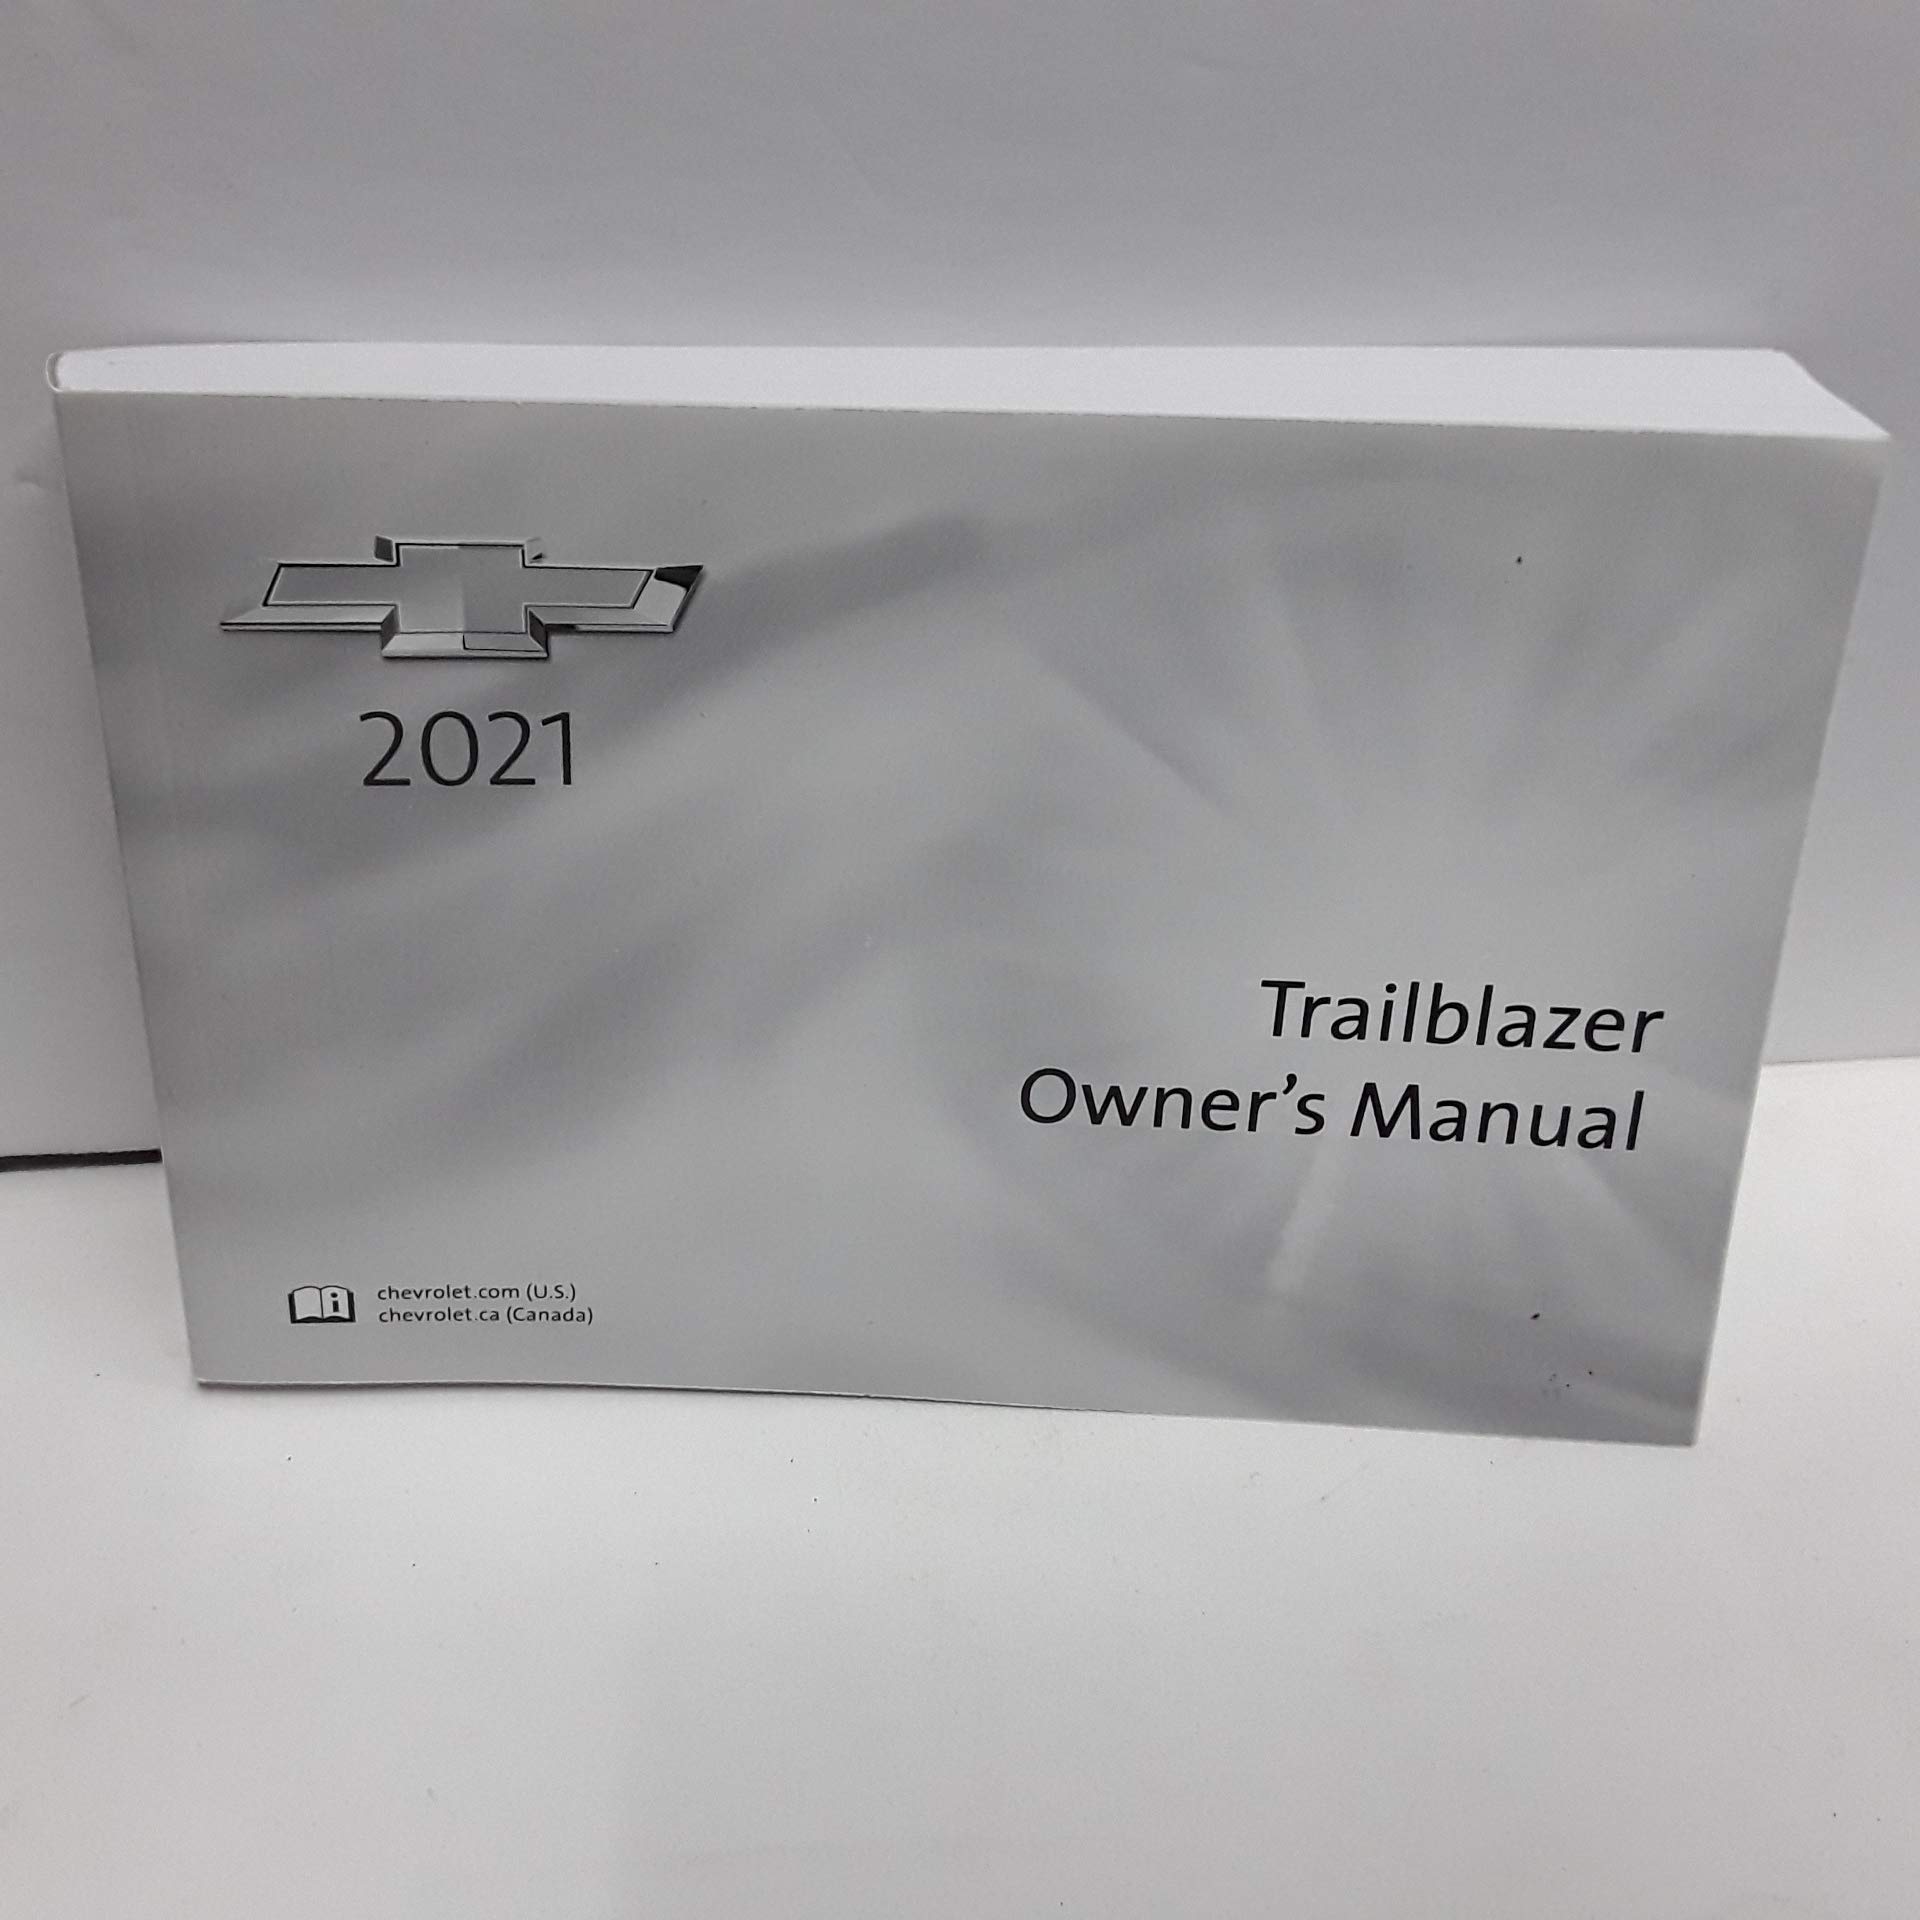 2021
Trailblazer
Owner's Manual
chevrolet.com (U.S.)
chevrolet.ca (Canada)